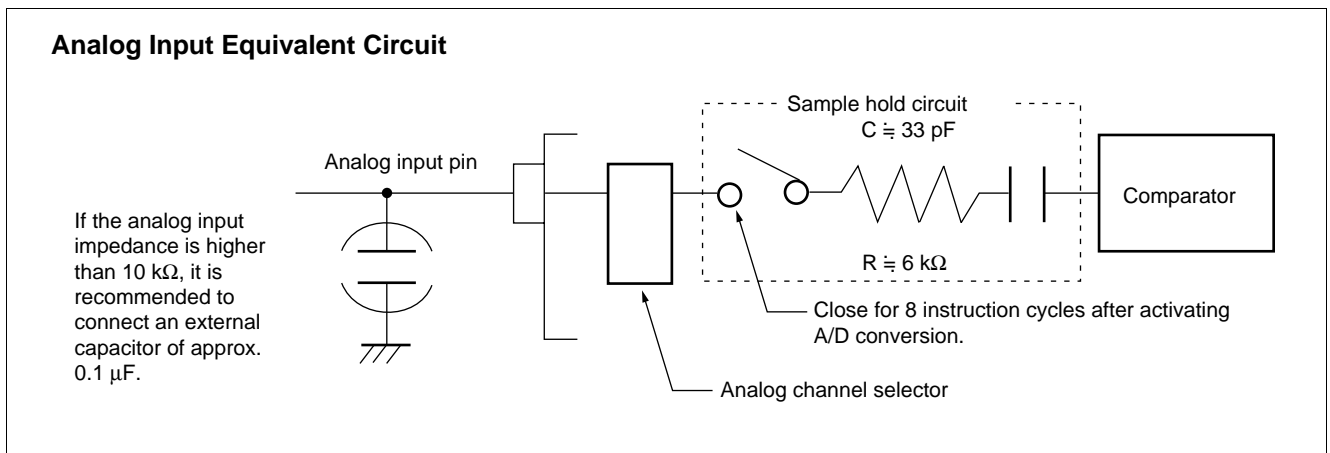 Analog Input Equivalent Circuit
Sample hold circuit
C ≒ 33 pF
Analog input pin
Comparator
If the analog input
impedance is higher
than 10 kΩ, it is
recommended to
connect an external
capacitor of approx.
0.1 μF.
R ≒ 6 kΩ
Close for 8 instruction cycles after activating
A/D conversion.
Analog channel selector